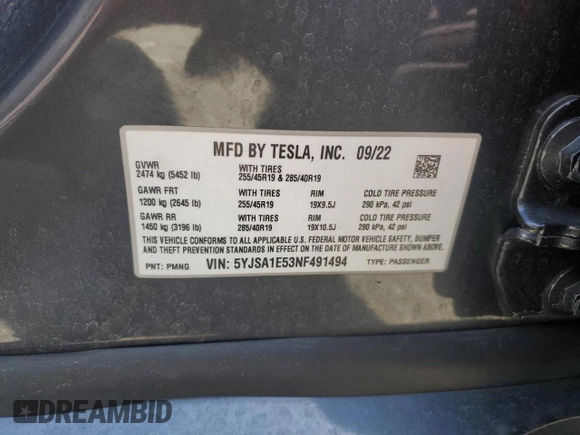 MFD BY TESLA, INC. 09/22
GVWR
2474 kg (5452 lb)
WITH TIRES
255/45R19 & 285/40R19
GAWR FRT
1200 kg (2645 lb)
WITH TIRES
255/45R19
RIM
19X9.5J
COLD TIRE PRESSURE
290 kPa, 42 psi
GAWR RR
1450 kg (3196 lb)
WITH TIRES
285/40R19
RIM
19X10.5J
COLD TIRE PRESSURE
290 kPa, 42 psi
THIS VEHICLE CONFORMS TO ALL APPLICABLE U.S. FEDERAL MOTOR VEHICLE SAFETY, BUMPER
AND THEFT PREVENTION STANDARDS IN EFFECT ON THE DATE OF MANUFACTURE SHOWN ABOVE.
PNT: PMNG
VIN: 5YJSA1E53NF491494
TYPE: PASSENGER
DREAMBID